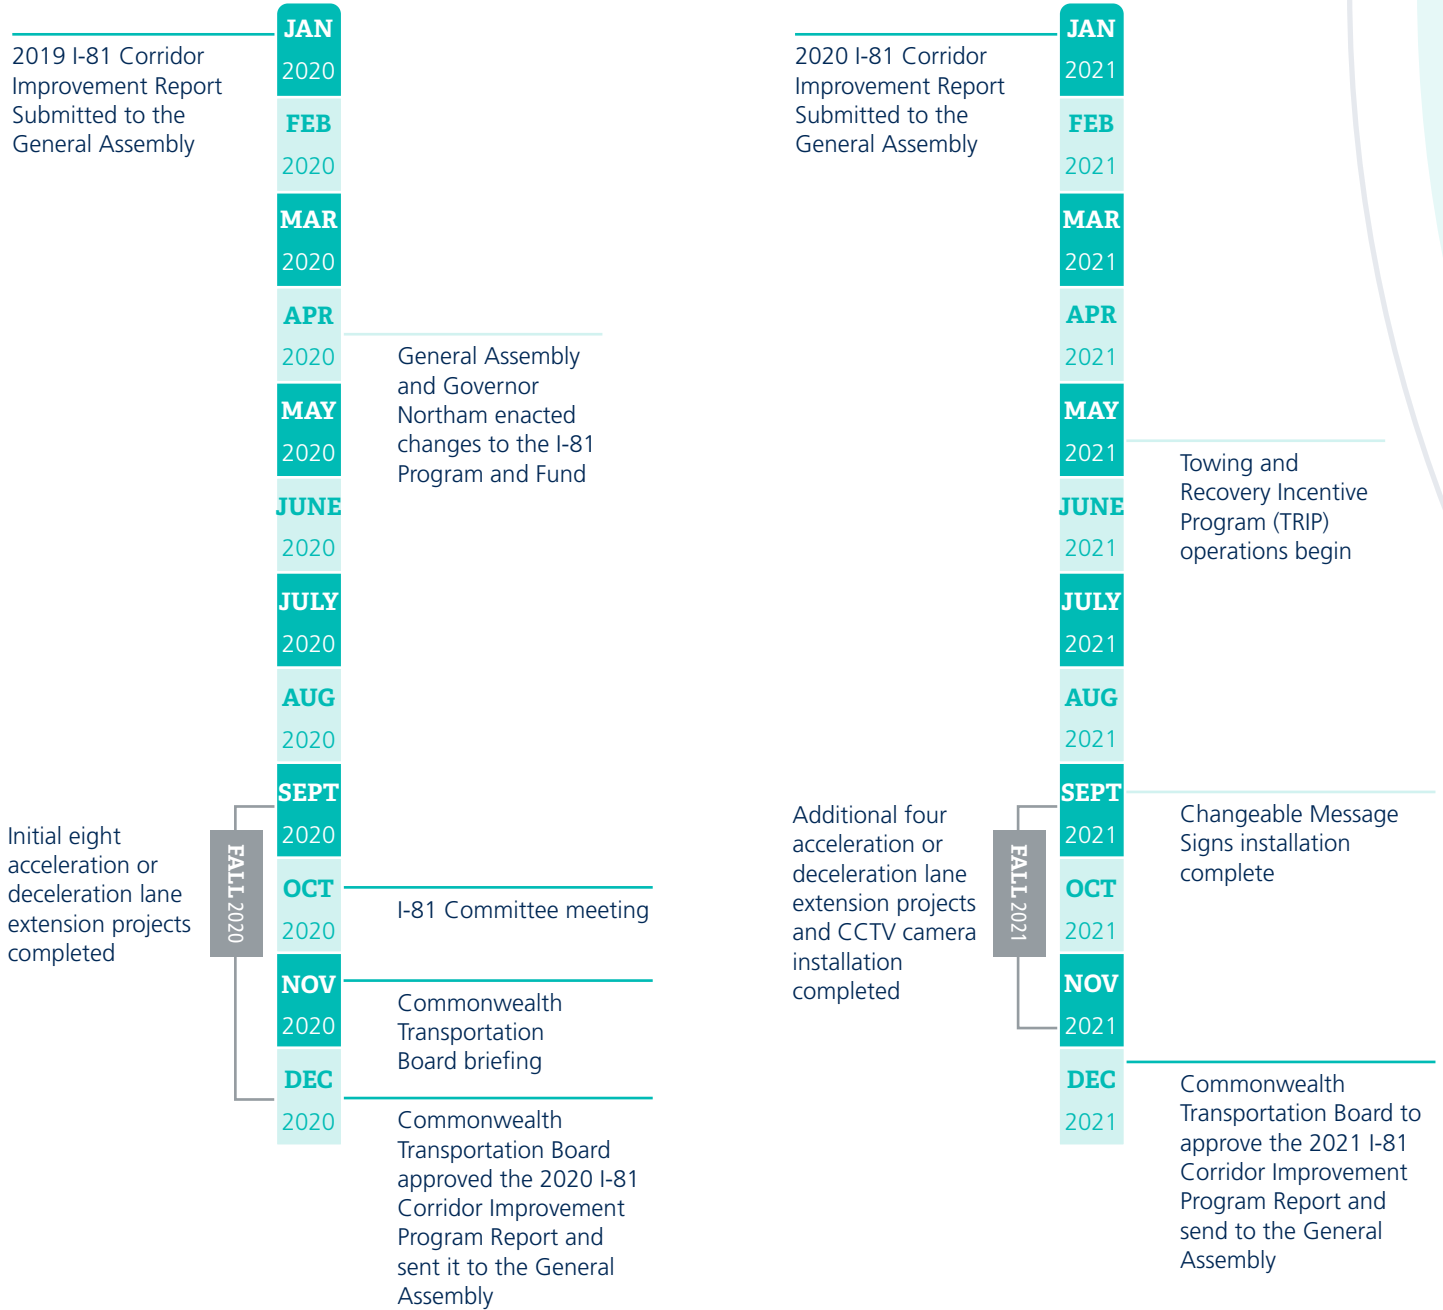 JAN
2020
2019 I-81 Corridor
Improvement Report
Submitted to the
General Assembly
FEB
2020
MAR
2020
APR
2020
General Assembly
and Governor
Northam enacted
changes to the I-81
Program and Fund
MAY
2020
JUNE
2020
JULY
2020
AUG
2020
SEPT
2020
Initial eight
acceleration or
deceleration lane
extension projects
completed
FALL 2020
OCT
2020
I-81 Committee meeting
NOV
2020
Commonwealth
Transportation
Board briefing
DEC
2020
Commonwealth
Transportation Board
approved the 2020 I-81
Corridor Improvement
Program Report and
sent it to the General
Assembly
JAN
2021
2020 I-81 Corridor
Improvement Report
Submitted to the
General Assembly
FEB
2021
MAR
2021
APR
2021
MAY
2021
Towing and
Recovery Incentive
Program (TRIP)
operations begin
JUNE
2021
JULY
2021
AUG
2021
SEPT
2021
Changeable Message
Signs installation
complete
Additional four
acceleration or
deceleration lane
extension projects
and CCTV camera
installation
completed
FALL 2021
OCT
2021
NOV
2021
DEC
2021
Commonwealth
Transportation Board to
approve the 2021 I-81
Corridor Improvement
Program Report and
send to the General
Assembly